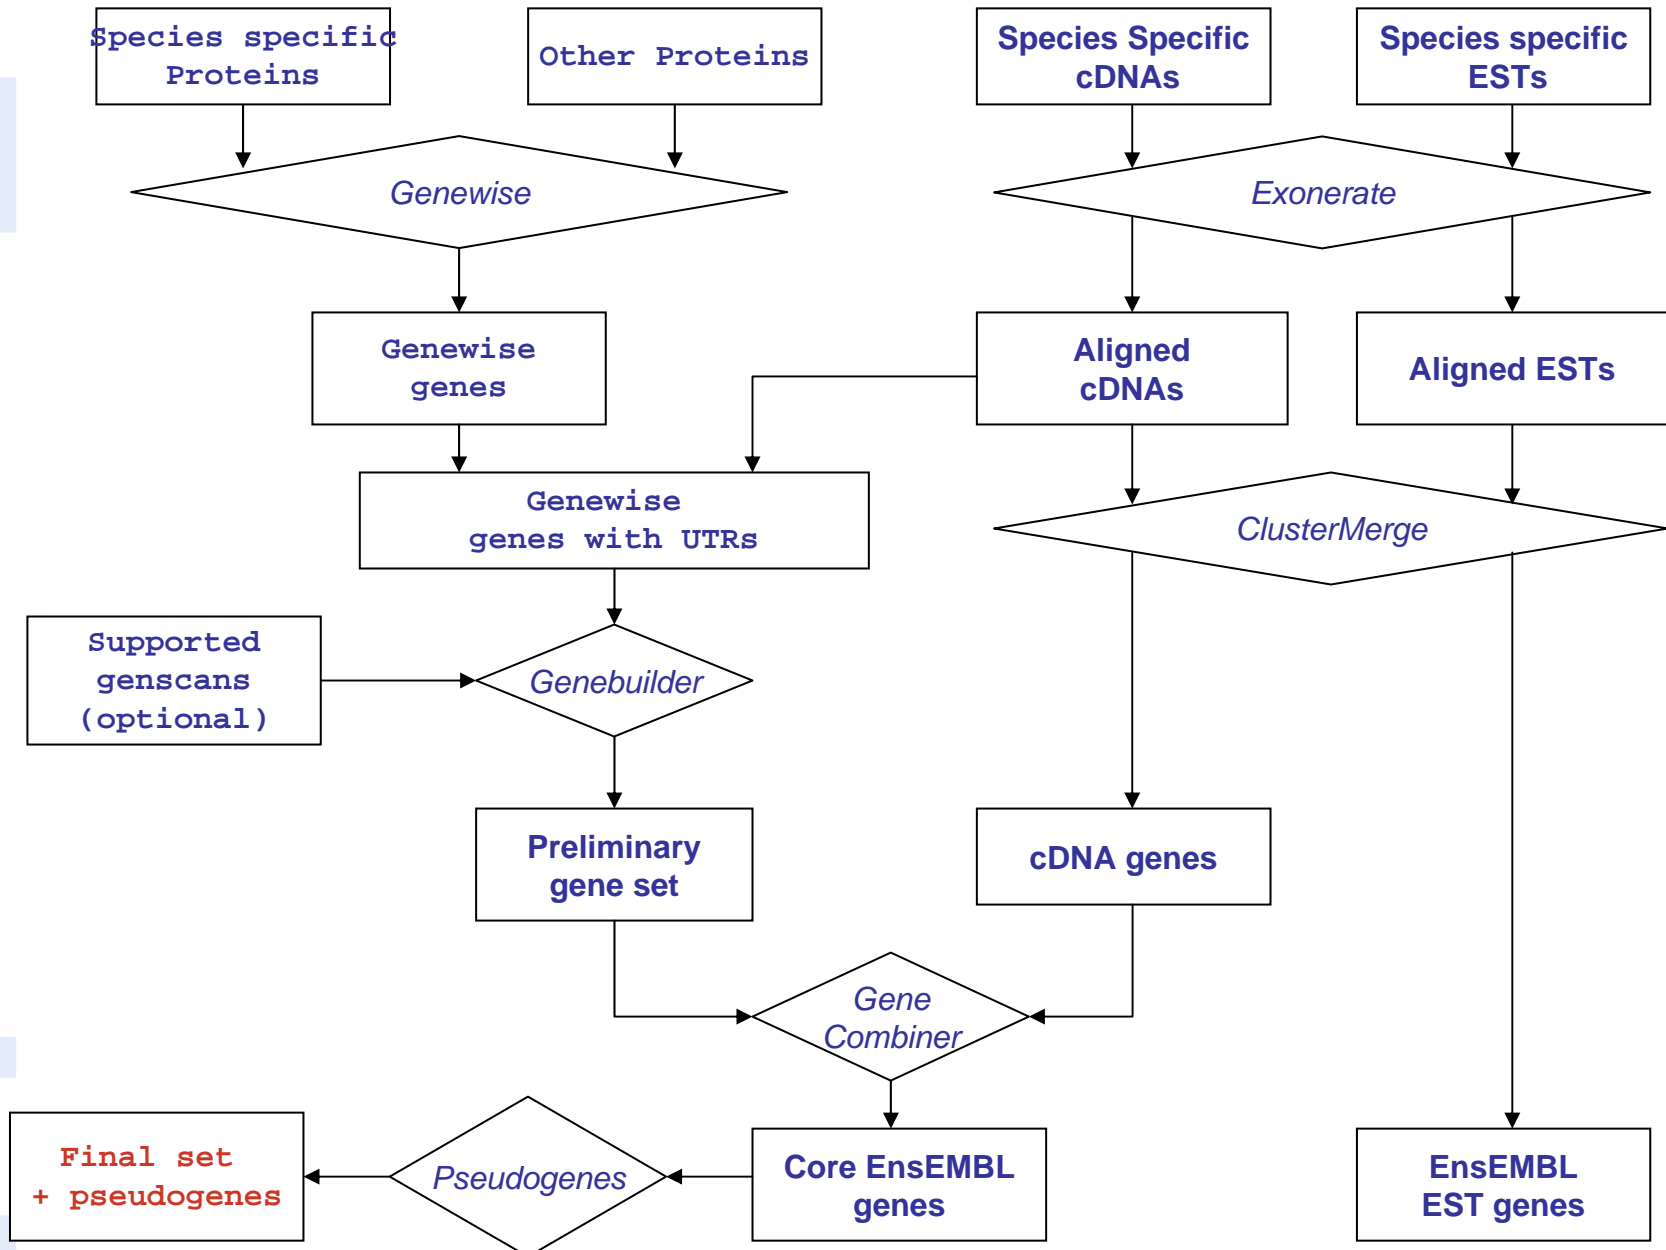 Species specific
Proteins
Other Proteins
Species Specific
cDNAs
Species specific
ESTs
Genewise
Exonerate
Genewise
genes
Aligned
cDNAs
Aligned ESTs
Genewise
genes with UTRs
ClusterMerge
Supported
genscans
(optional)
Genebuilder
Preliminary
gene set
cDNA genes
Gene
Combiner
Final set
+ pseudogenes
Pseudogenes
Core EnsEMBL
genes
EnsEMBL
EST genes